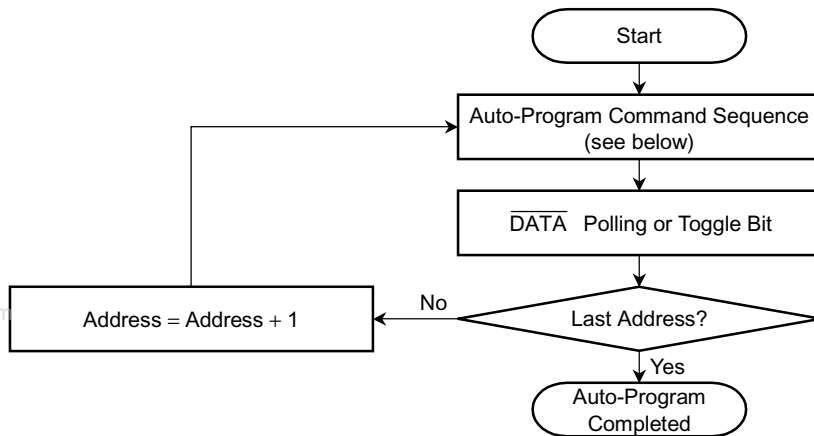 Start
Auto-Program Command Sequence
(see below)
DATA Polling or Toggle Bit
Last Address?
No
Address = Address + 1
Yes
Auto-Program
Completed